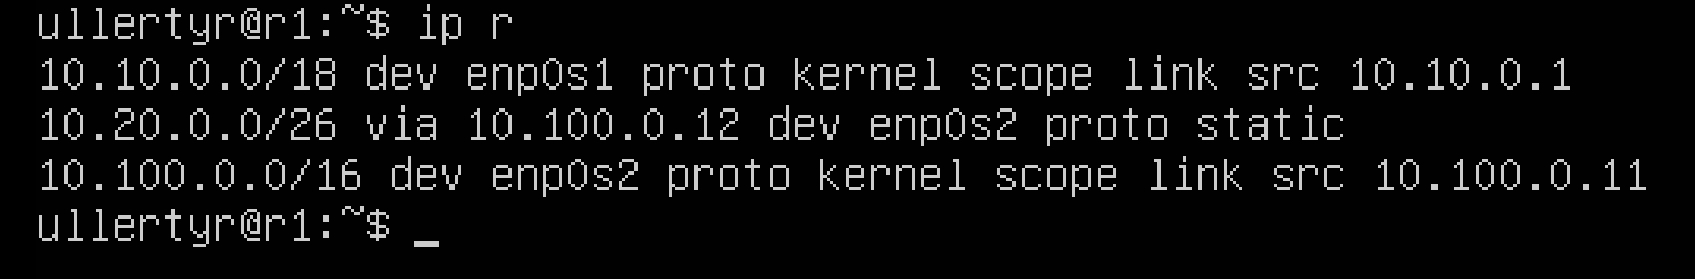 ullertyr@r1:~$ ip r
10.10.0.0/18 dev enp0s1 proto kernel scope link src 10.10.0.1
10.20.0.0/26 via 10.100.0.12 dev enp0s2 proto static
10.100.0.0/16 dev enp0s2 proto kernel scope link src 10.100.0.11
ullertyr@r1:~$ _